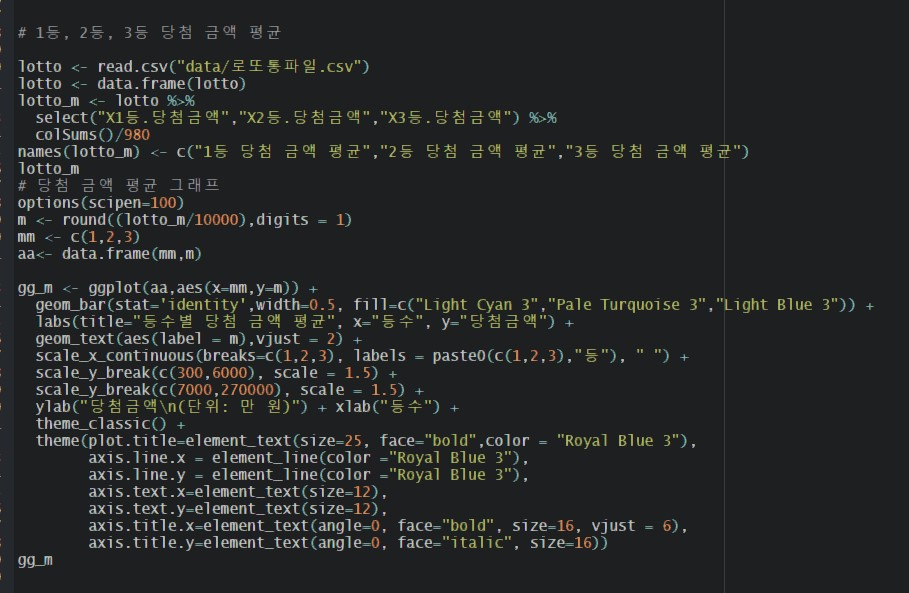 # 1등, 2등, 3등 당첨 금액 평균
lotto <- read.csv("data/로또통파일.csv")
lotto <- data.frame(lotto)
lotto_m <- lotto %>%
  select("X1등.당첨금액","X2등.당첨금액","X3등.당첨금액") %>%
  colSums()/980
names(lotto_m) <- c("1등 당첨 금액 평균","2등 당첨 금액 평균","3등 당첨 금액 평균")
lotto_m
# 당첨 금액 평균 그래프
options(scipen=100)
m <- round((lotto_m/10000),digits = 1)
mm <- c(1,2,3)
aa<- data.frame(mm,m)
gg_m <- ggplot(aa,aes(x=mm,y=m)) +
  geom_bar(stat='identity',width=0.5, fill=c("Light Cyan 3","Pale Turquoise 3","Light Blue 3")) +
  labs(title="등수별 당첨 금액 평균", x="등수", y="당첨금액") +
  geom_text(aes(label = m),vjust = 2) +
  scale_x_continuous(breaks=c(1,2,3), labels = paste0(c(1,2,3),"등"), " ") +
  scale_y_break(c(300,6000), scale = 1.5) +
  scale_y_break(c(7000,270000), scale = 1.5) +
  ylab("당첨금액\n(단위: 만 원)") + xlab("등수") +
  theme_classic() +
  theme(plot.title=element_text(size=25, face="bold",color = "Royal Blue 3"),
        axis.line.x = element_line(color ="Royal Blue 3"),
        axis.line.y = element_line(color ="Royal Blue 3"),
        axis.text.x=element_text(size=12),
        axis.text.y=element_text(size=12),
        axis.title.x=element_text(angle=0, face="bold", size=16, vjust = 6),
        axis.title.y=element_text(angle=0, face="italic", size=16))
gg_m